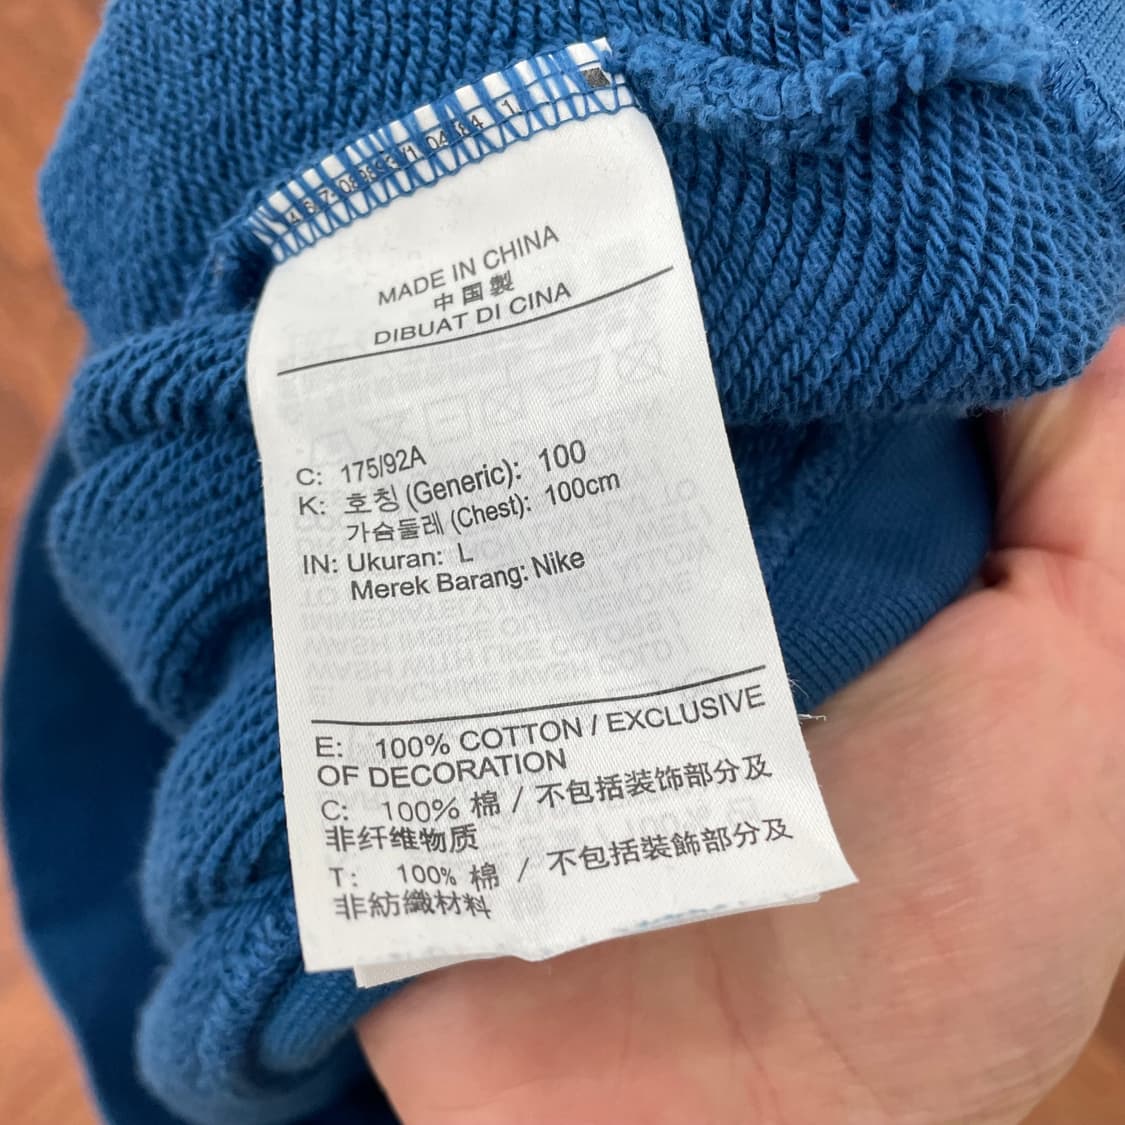 MADE IN CHINA
中国製
DIBUAT DI CINA
C: 175/92A
K: 호칭 (Generic): 100
가슴둘레 (Chest): 100cm
IN: Ukuran: L
Merek Barang: Nike
E: 100% COTTON / EXCLUSIVE
OF DECORATION
C: 100% 棉 / 不包括装饰部分及
非纤维物质
T: 100% 棉 / 不包括裝飾部分及
非紡織材料